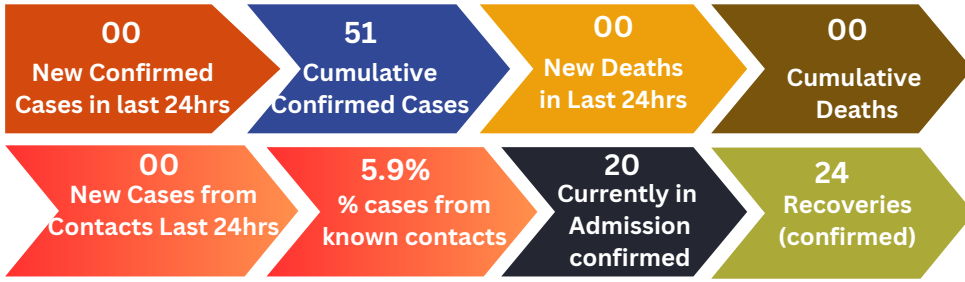 00
New Confirmed
Cases in last 24hrs
51
Cumulative
Confirmed Cases
00
New Deaths
in Last 24hrs
00
Cumulative
Deaths
00
New Cases from
Contacts Last 24hrs
5.9%
% cases from
known contacts
20
Currently in
Admission
confirmed
24
Recoveries
(confirmed)